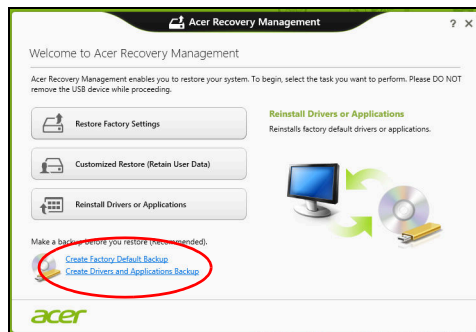 Acer Recovery Management
? X
Welcome to Acer Recovery Management
Acer Recovery Management enables you to restore your system. To begin, select the task you want to perform. Please DO NOT
remove the USB device while proceeding.
Restore Factory Settings
Customized Restore (Retain User Data)
Reinstall Drivers or Applications
Reinstall Drivers or Applications
Reinstalls factory default drivers or applications.
Make a backup before you restore (Recommended).
Create Factory Default Backup
Create Drivers and Applications Backup
acer